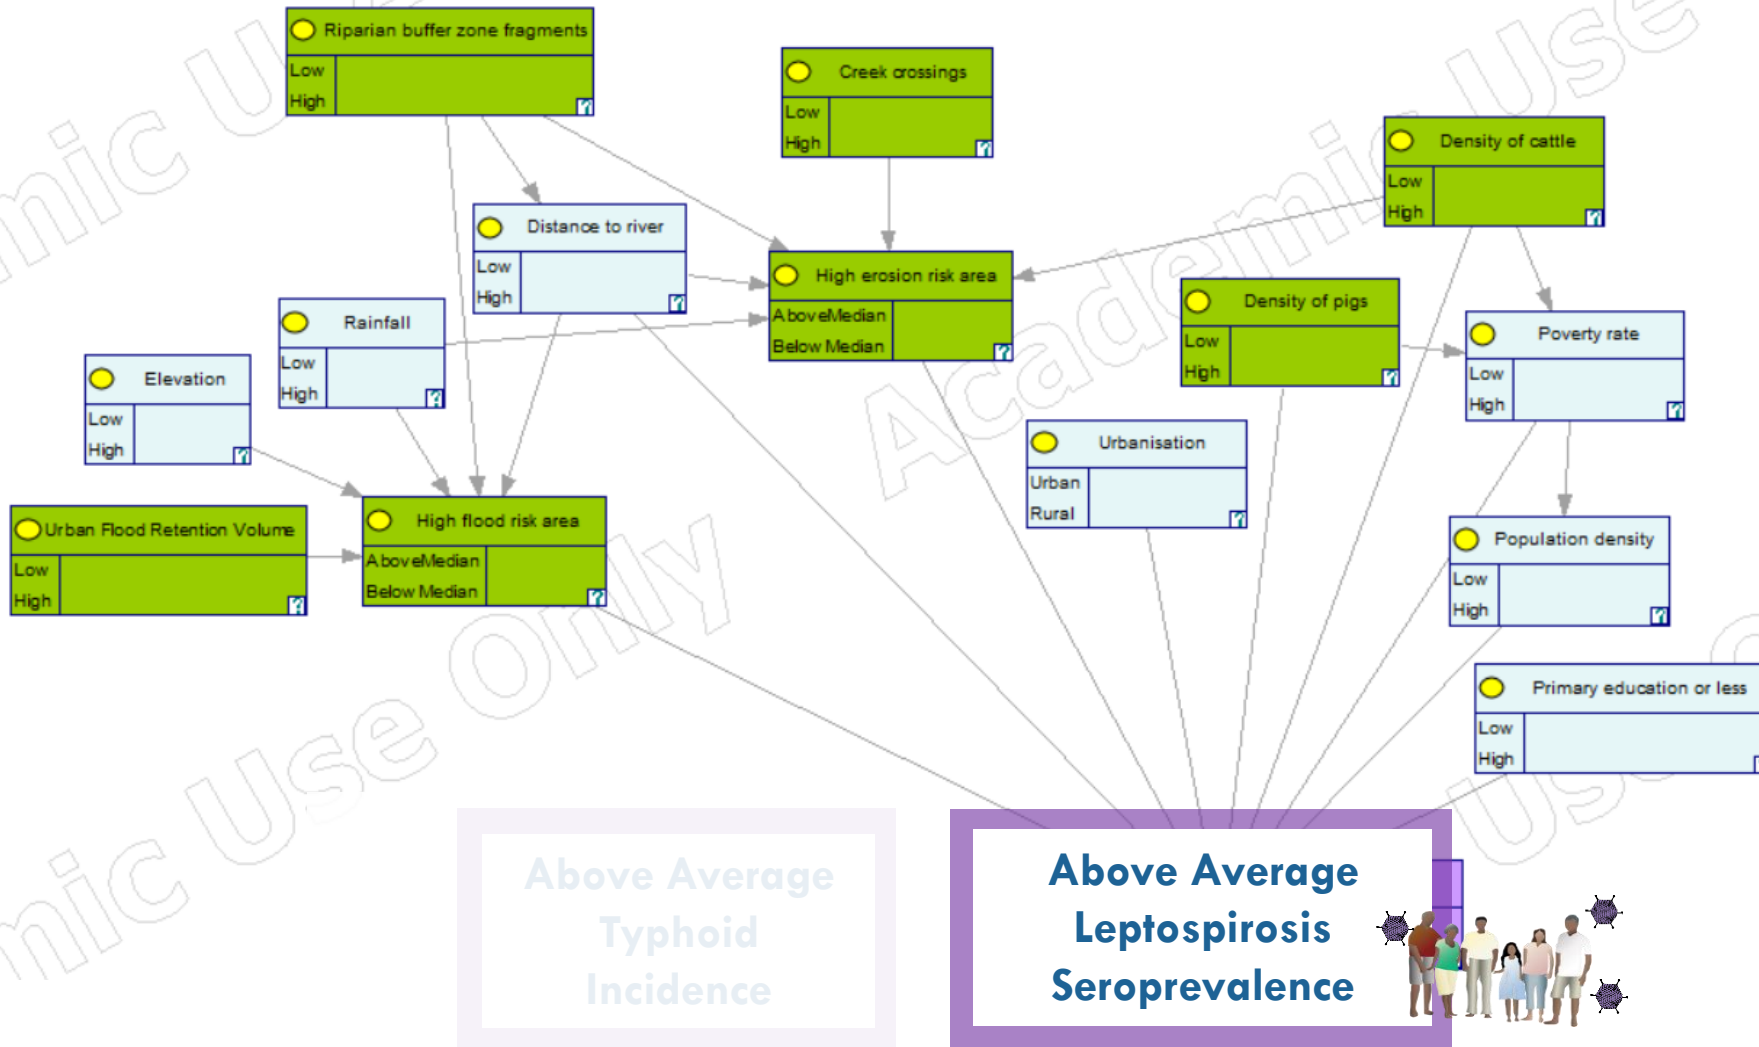 Riparian buffer zone fragments
Low
High
Creek crossings
Low
High
Density of cattle
Low
High
Distance to river
Low
High
High erosion risk area
AboveMedian
Below Median
Density of pigs
Low
High
Rainfall
Low
High
Poverty rate
Low
High
Elevation
Low
High
Urbanisation
Urban
Rural
Urban Flood Retention Volume
Low
High
High flood risk area
AboveMedian
Below Median
Population density
Low
High
Primary education or less
Low
High
Above Average
Typhoid
Incidence
Above Average
Leptospirosis
Seroprevalence
Academic Use
mic Use Only
mic U